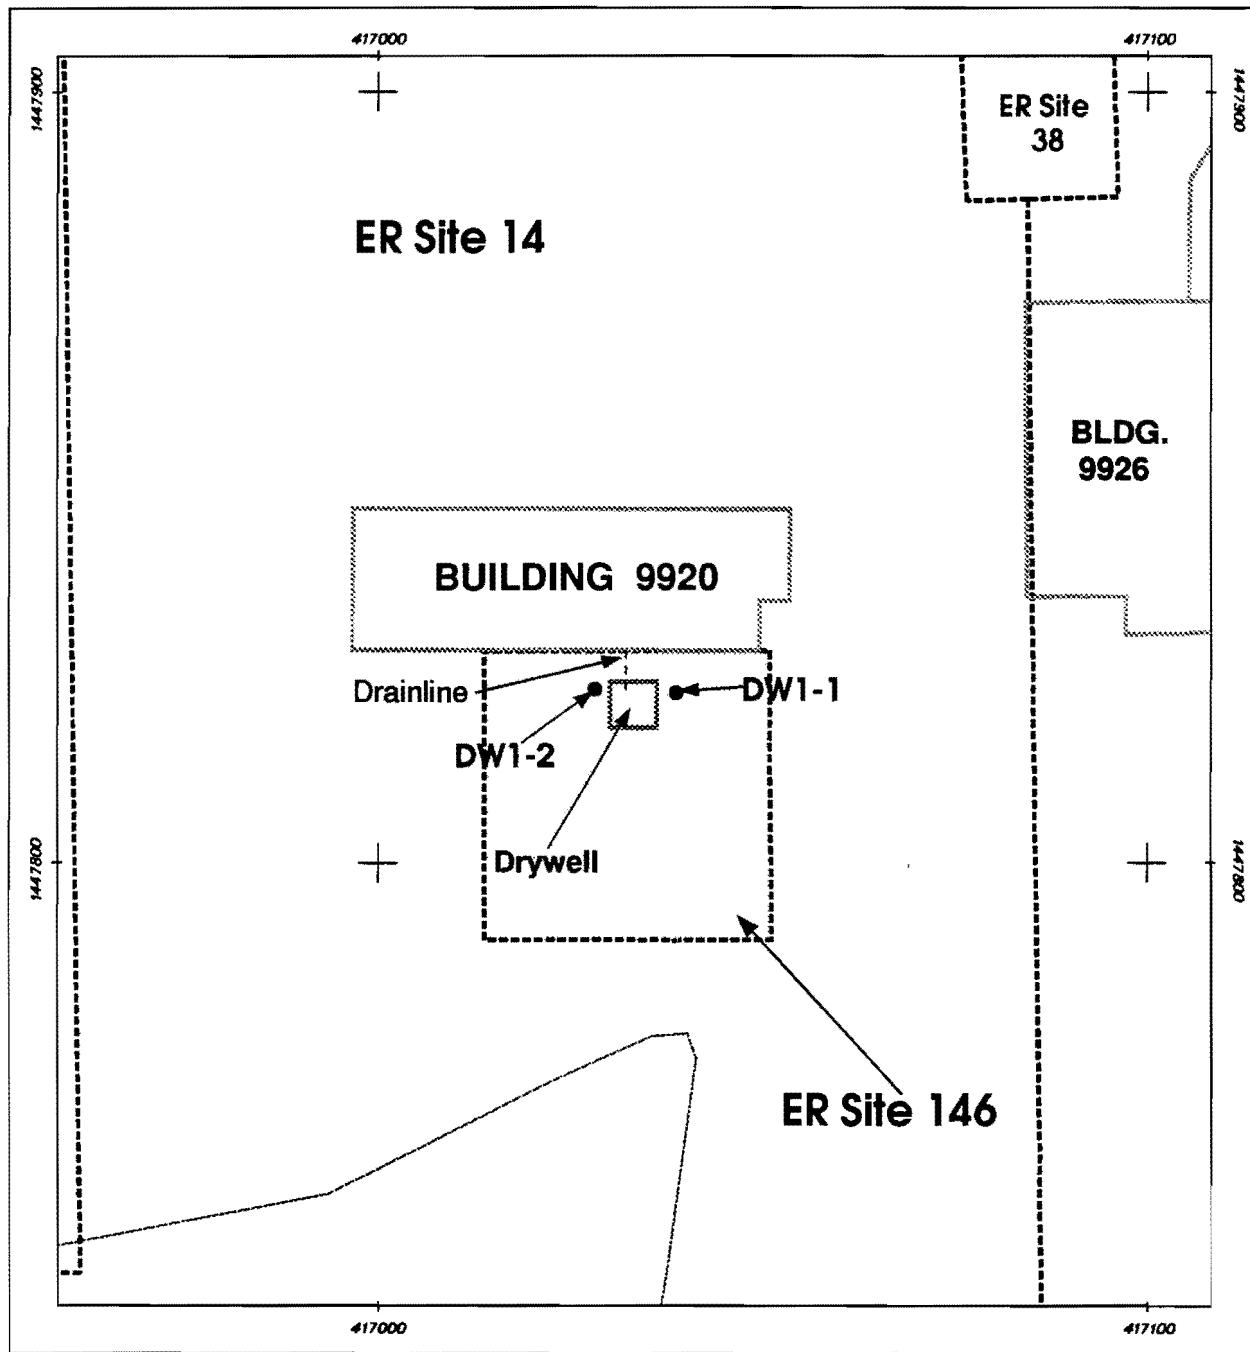 417000
417100
1447900
1447900
ER Site
38
ER Site 14
BLDG.
9926
BUILDING 9920
Drainline
DW1-1
DW1-2
Drywell
1447800
1447800
ER Site 146
417000
417100